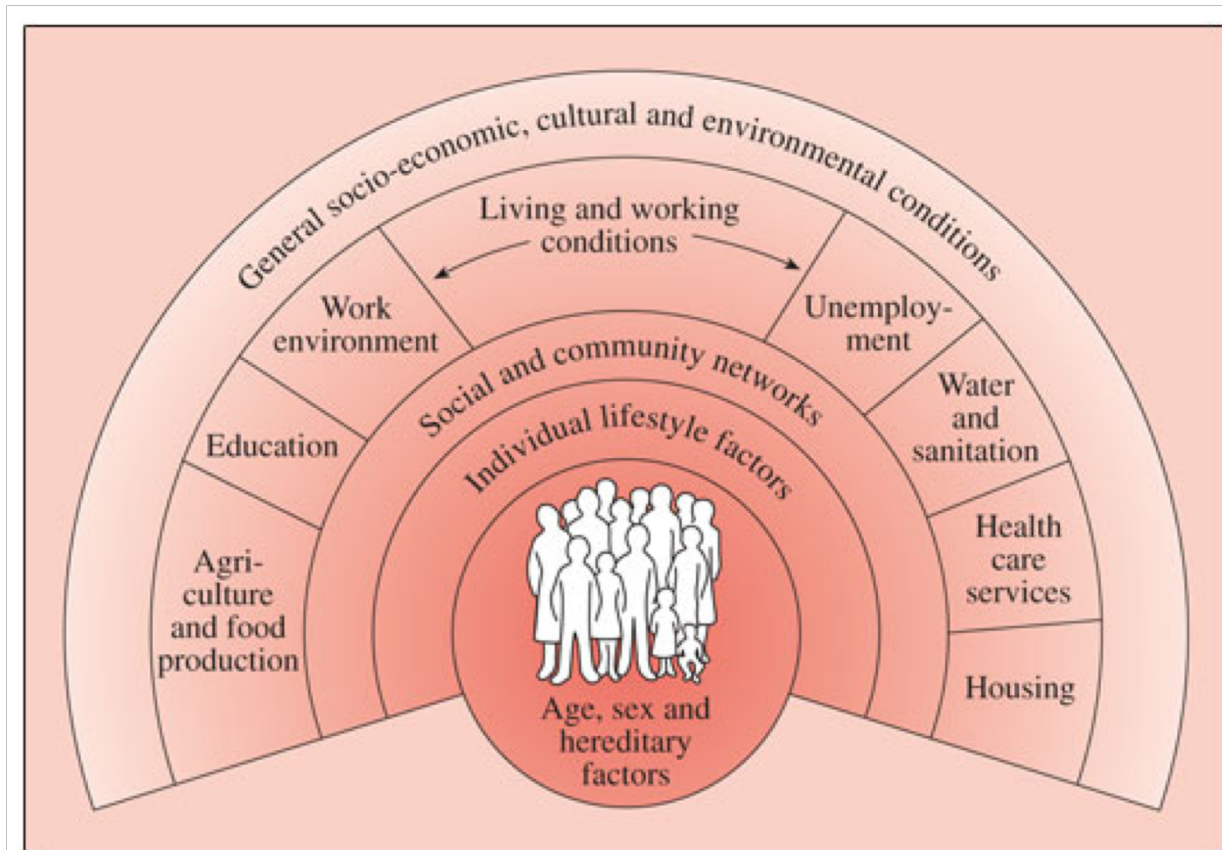 General socio-economic, cultural and environmental conditions
Living and working
conditions
Work
environment
Unemploy-
ment
Social and community networks
Education
Water
and
sanitation
Individual lifestyle factors
Agri-
culture
and food
production
Health
care
services
Housing
Age, sex and
hereditary
factors